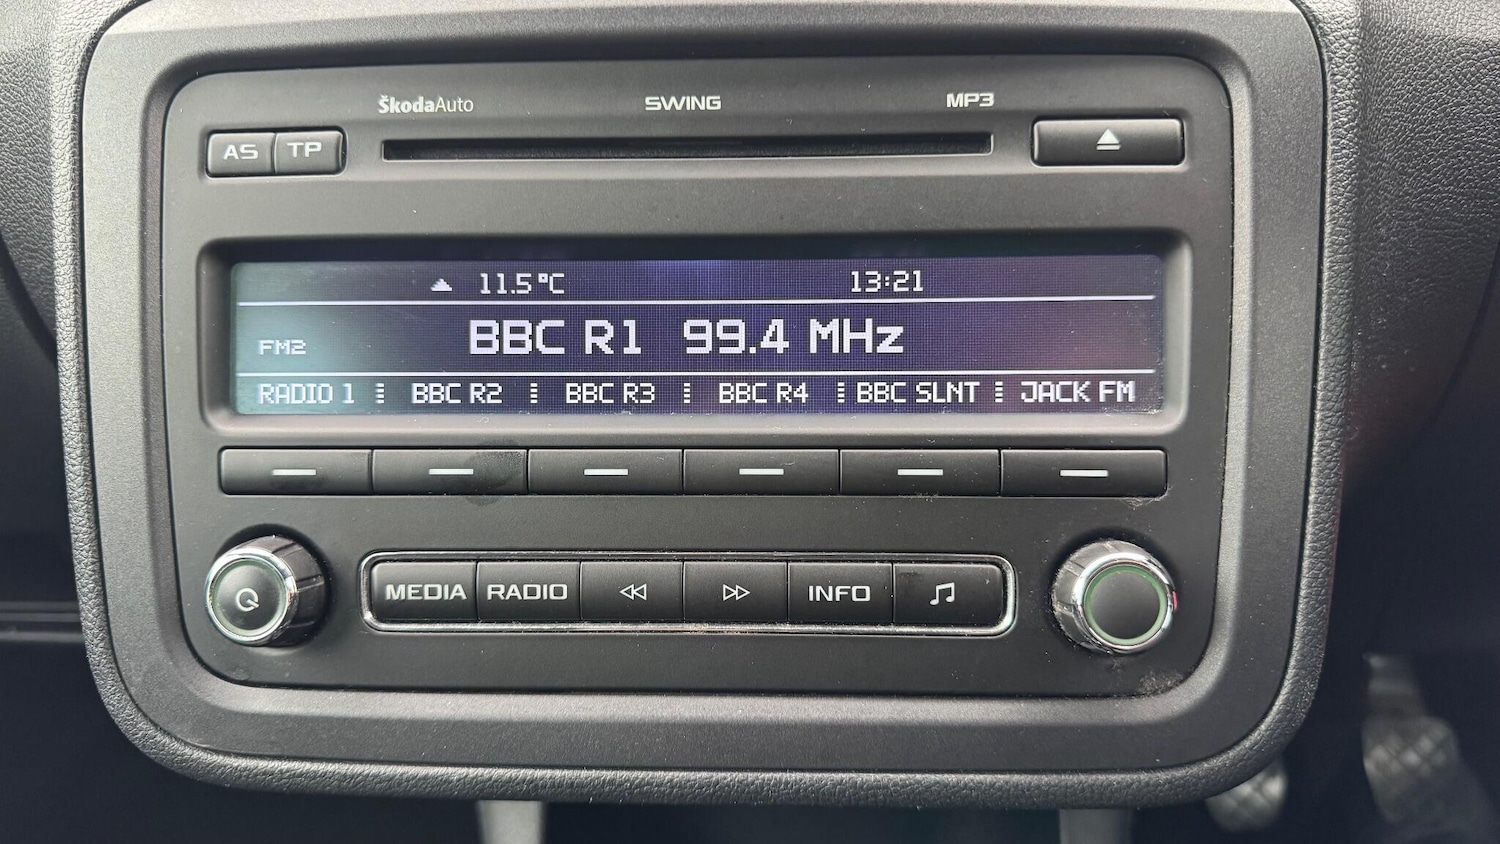 ŠkodaAuto SWING MP3
AS TP
11.5°C 13:21
FM2 BBC R1 99.4 MHz
RADIO 1 BBC R2 BBC R3 BBC R4 BBC SLNT JACK FM
MEDIA RADIO INFO